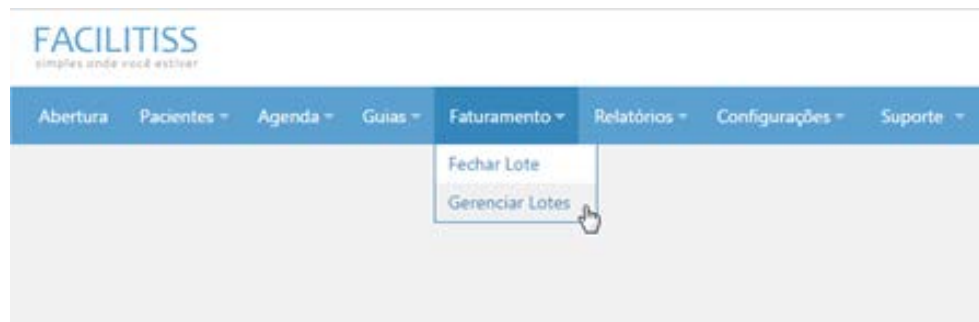 FACILITISS
simples onde você estiver
Abertura Pacientes Agenda Guias Faturamento Relatórios Configurações Suporte
Fechar Lote
Gerenciar Lotes